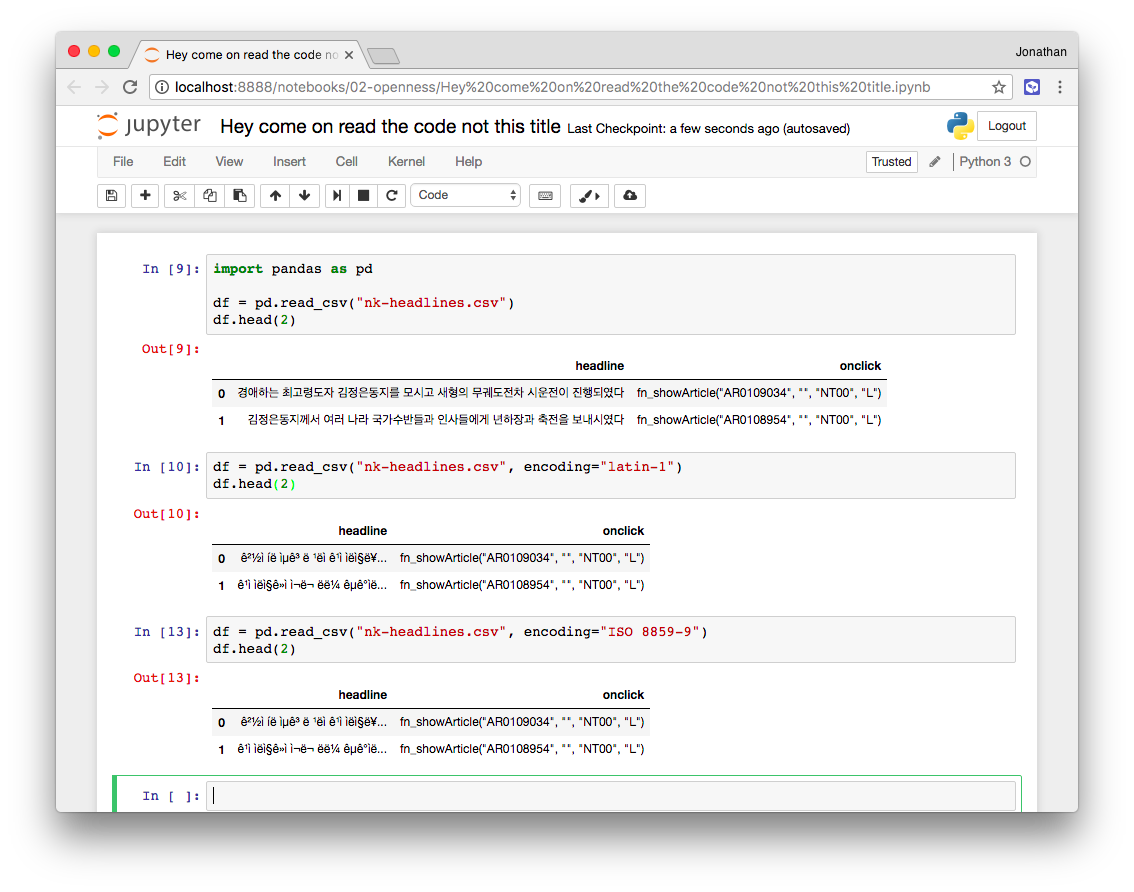 Hey come on read the code no
Jonathan
localhost:8888/notebooks/02-openness/Hey%20come%20on%20read%20the%20code%20not%20this%20title.ipynb
jupyter Hey come on read the code not this title Last Checkpoint: a few seconds ago (autosaved) Logout
File Edit View Insert Cell Kernel Help Trusted Python 3
Code
In [9]: import pandas as pd
df = pd.read_csv("nk-headlines.csv")
df.head(2)
Out[9]:
headline onclick
0 경애하는 최고령도자 김정은동지를 모시고 새형의 무궤도전차 시운전이 진행되였다 fn_showArticle("AR0109034", "", "NT00", "L")
1 김정은동지께서 여러 나라 국가수반들과 인사들에게 년하장과 축전을 보내시였다 fn_showArticle("AR0108954", "", "NT00", "L")
In [10]: df = pd.read_csv("nk-headlines.csv", encoding="latin-1")
df.head(2)
Out[10]:
headline onclick
0 ê²½ì íë ìµê³ ë ¹ëì ê¹ì ìëì§ë¥... fn_showArticle("AR0109034", "", "NT00", "L")
1 ê¹ì ìëì§ê»ì ì¬ë¬ ëë¼ êµ­ê°ìë... fn_showArticle("AR0108954", "", "NT00", "L")
In [13]: df = pd.read_csv("nk-headlines.csv", encoding="ISO 8859-9")
df.head(2)
Out[13]:
headline onclick
0 ê²½ì íë ìµê³ ë ¹ëì ê¹ì ìëì§ë¥... fn_showArticle("AR0109034", "", "NT00", "L")
1 ê¹ì ìëì§ê»ì ì¬ë¬ ëë¼ êµ­ê°ìë... fn_showArticle("AR0108954", "", "NT00", "L")
In [ ]: